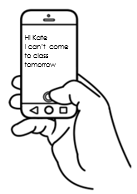 Hi Kate
I can't come
to class
tomorrow